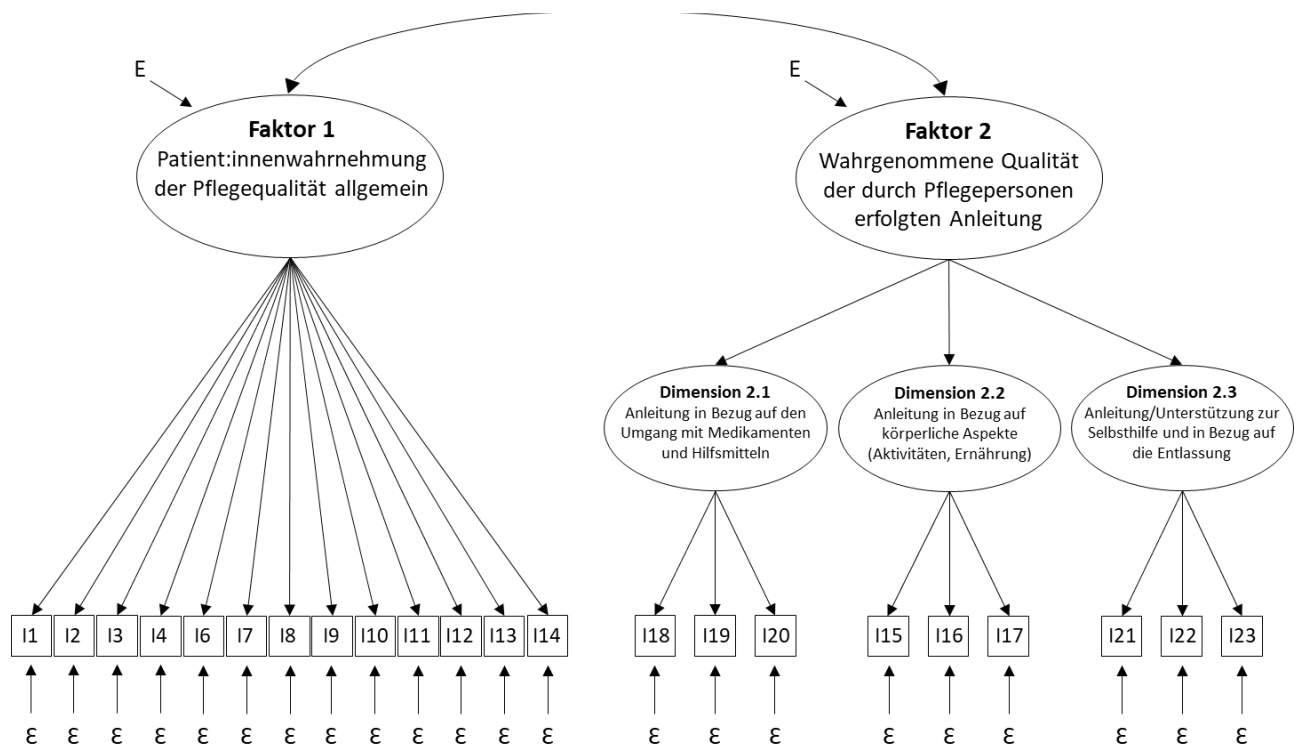 E
E
Faktor 1
Patient:innenwahrnehmung
der Pflegequalität allgemein
Faktor 2
Wahrgenommene Qualität
der durch Pflegepersonen
erfolgten Anleitung
Dimension 2.1
Anleitung in Bezug auf den
Umgang mit Medikamenten
und Hilfsmitteln
Dimension 2.2
Anleitung in Bezug auf
körperliche Aspekte
(Aktivitäten, Ernährung)
Dimension 2.3
Anleitung/Unterstützung zur
Selbsthilfe und in Bezug auf
die Entlassung
I1 I2 I3 I4 I6 I7 I8 I9 I10 I11 I12 I13 I14 I18 I19 I20 I15 I16 I17 I21 I22 I23
ε ε ε ε ε ε ε ε ε ε ε ε ε ε ε ε ε ε ε ε ε ε